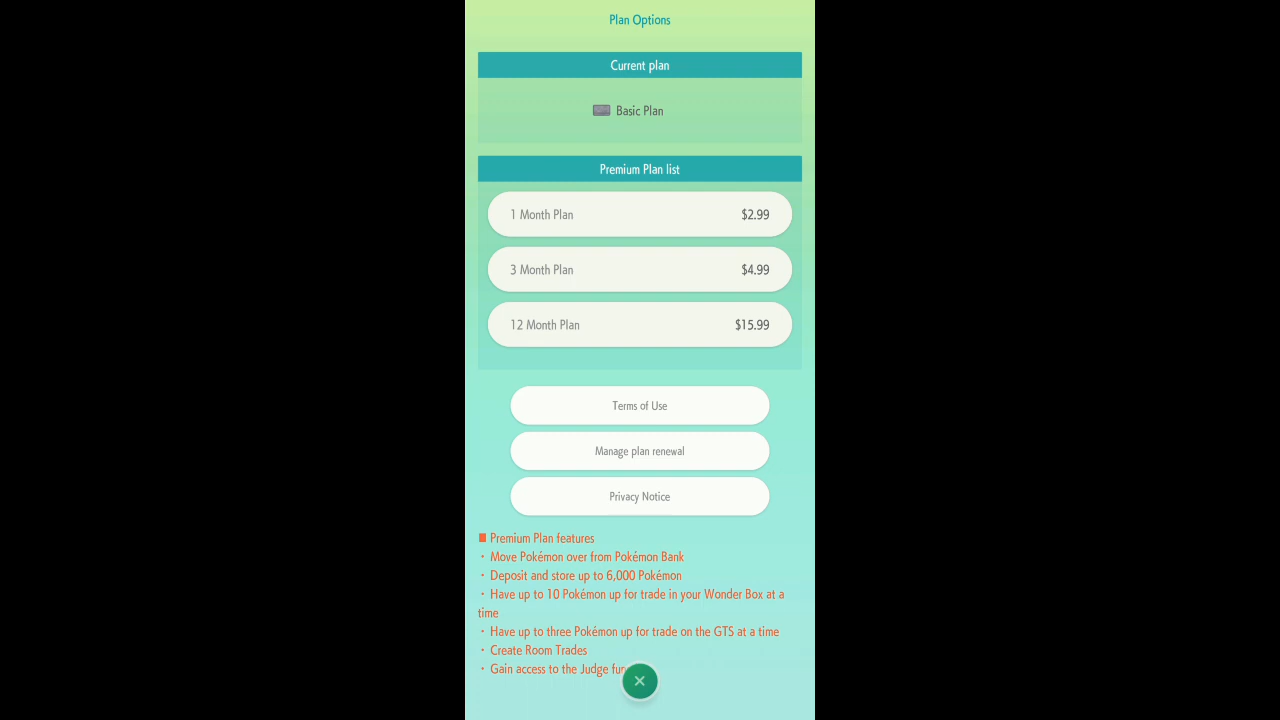 Plan Options
Current plan
Basic Plan
Premium Plan list
1 Month Plan $2.99
3 Month Plan $4.99
12 Month Plan $15.99
Terms of Use
Manage plan renewal
Privacy Notice
■ Premium Plan features
・ Move Pokémon over from Pokémon Bank
・ Deposit and store up to 6,000 Pokémon
・ Have up to 10 Pokémon up for trade in your Wonder Box at a
time
・ Have up to three Pokémon up for trade on the GTS at a time
・ Create Room Trades
・ Gain access to the Judge